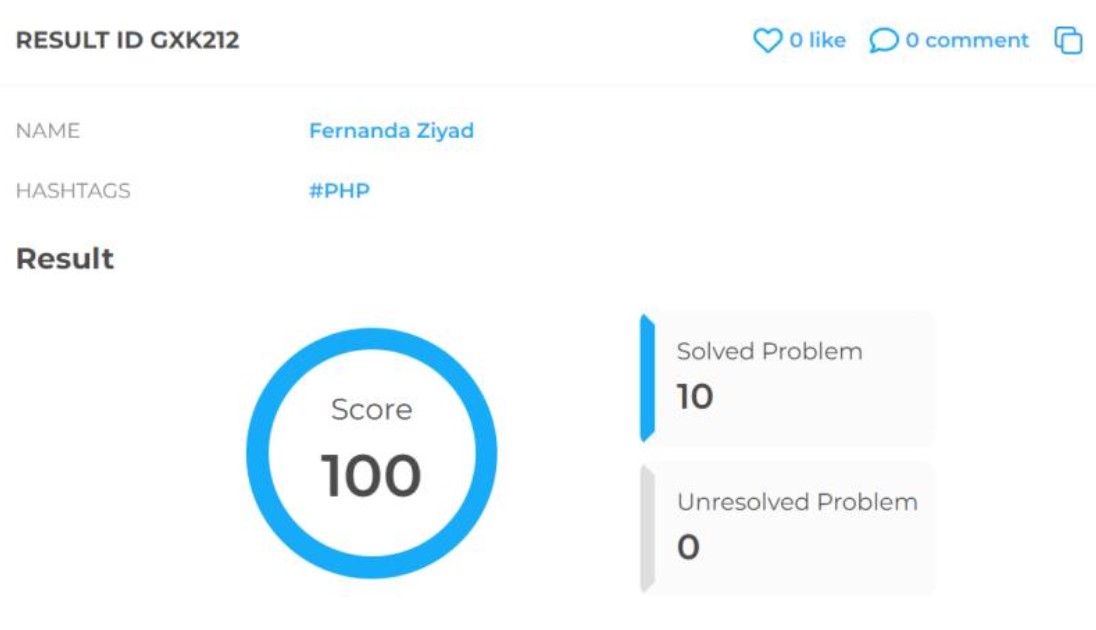 RESULT ID GXK212 0 like 0 comment
NAME Fernanda Ziyad
HASHTAGS #PHP
Result
Score
100
Solved Problem
10
Unresolved Problem
0